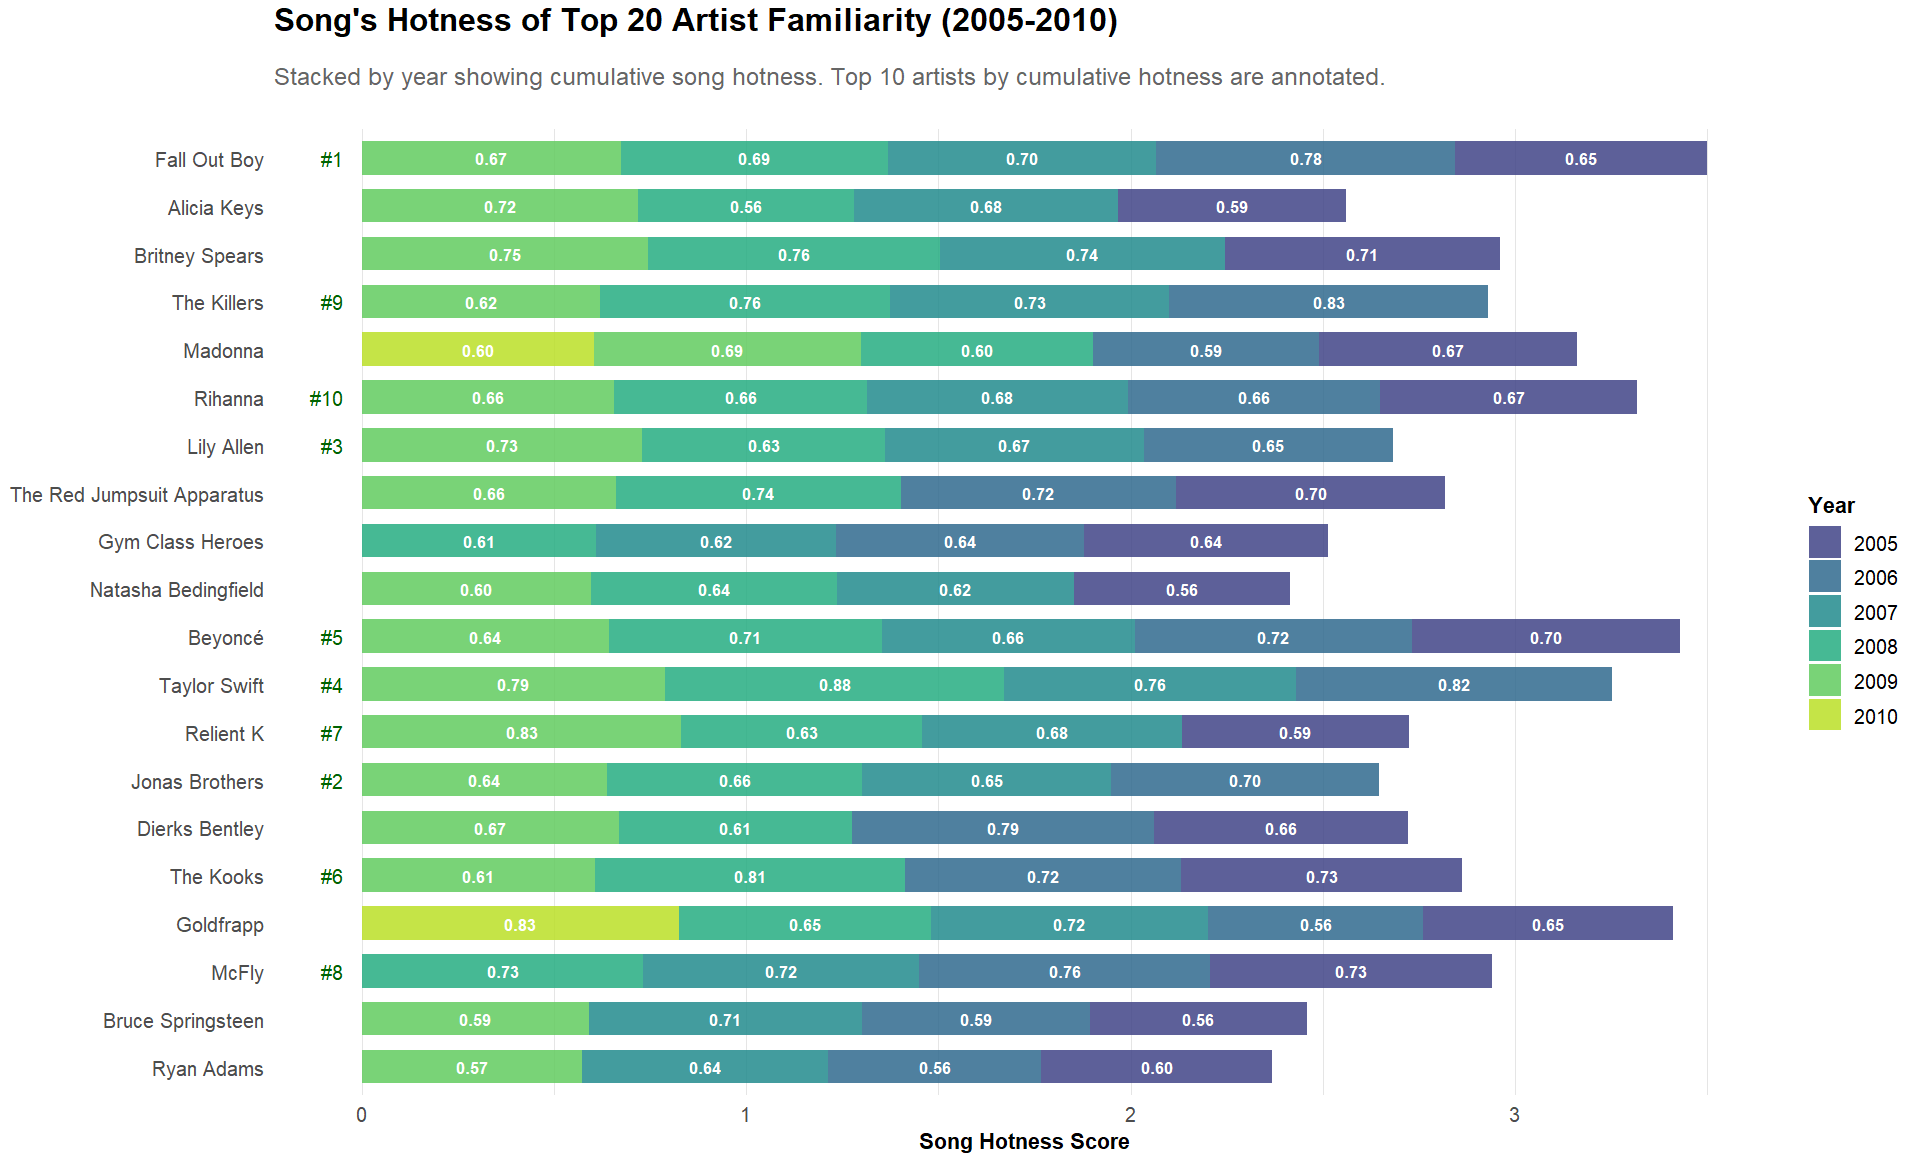 Song's Hotness of Top 20 Artist Familiarity (2005-2010)
Stacked by year showing cumulative song hotness. Top 10 artists by cumulative hotness are annotated.
Fall Out Boy #1 0.67 0.69 0.70 0.78 0.65
Alicia Keys 0.72 0.56 0.68 0.59
Britney Spears 0.75 0.76 0.74 0.71
The Killers #9 0.62 0.76 0.73 0.83
Madonna 0.60 0.69 0.60 0.59 0.67
Rihanna #10 0.66 0.66 0.68 0.66 0.67
Lily Allen #3 0.73 0.63 0.67 0.65
The Red Jumpsuit Apparatus 0.66 0.74 0.72 0.70
Gym Class Heroes 0.61 0.62 0.64 0.64
Natasha Bedingfield 0.60 0.64 0.62 0.56
Beyoncé #5 0.64 0.71 0.66 0.72 0.70
Taylor Swift #4 0.79 0.88 0.76 0.82
Relient K #7 0.83 0.63 0.68 0.59
Jonas Brothers #2 0.64 0.66 0.65 0.70
Dierks Bentley 0.67 0.61 0.79 0.66
The Kooks #6 0.61 0.81 0.72 0.73
Goldfrapp 0.83 0.65 0.72 0.56 0.65
McFly #8 0.73 0.72 0.76 0.73
Bruce Springsteen 0.59 0.71 0.59 0.56
Ryan Adams 0.57 0.64 0.56 0.60
0 1 2 3
Song Hotness Score
Year
2005
2006
2007
2008
2009
2010